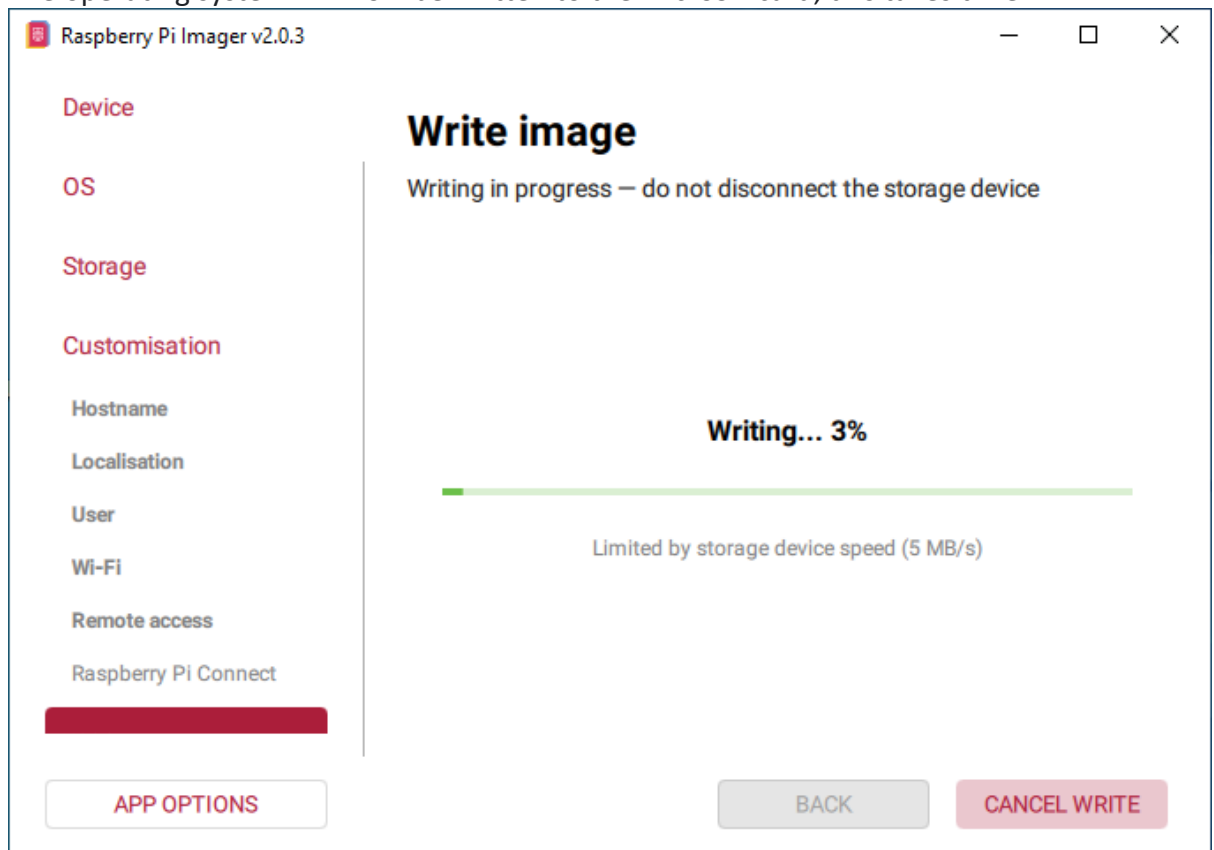 Raspberry Pi Imager v2.0.3
Device
OS
Storage
Customisation
Hostname
Localisation
User
Wi-Fi
Remote access
Raspberry Pi Connect
APP OPTIONS
Write image
Writing in progress — do not disconnect the storage device
Writing... 3%
Limited by storage device speed (5 MB/s)
BACK
CANCEL WRITE